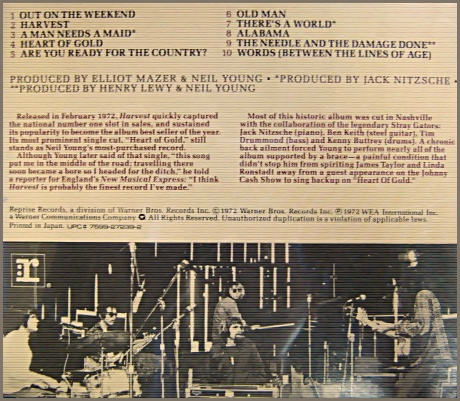 1 OUT ON THE WEEKEND
2 HARVEST
3 A MAN NEEDS A MAID*
4 HEART OF GOLD
5 ARE YOU READY FOR THE COUNTRY?
6 OLD MAN
7 THERE'S A WORLD*
8 ALABAMA
9 THE NEEDLE AND THE DAMAGE DONE**
10 WORDS (BETWEEN THE LINES OF AGE)
PRODUCED BY ELLIOT MAZER & NEIL YOUNG • *PRODUCED BY JACK NITZSCHE •
**PRODUCED BY HENRY LEWY & NEIL YOUNG
Released in February 1972, Harvest quickly captured
the national number one slot in sales, and sustained
its popularity to become the album best seller of the year.
Its most prominent single cut, "Heart of Gold," still
stands as Neil Young's most-purchased record.
Although Young later said of that single, "this song
put me in the middle of the road; travelling there
soon became a bore so I headed for the ditch," he told
a reporter for England's New Musical Express: "I think
Harvest is probably the finest record I've made."
Most of this historic album was cut in Nashville
with the collaboration of the legendary Stray Gators:
Jack Nitzsche (piano), Ben Keith (steel guitar), Tim
Drummond (bass) and Kenny Buttrey (drums). A chronic
back ailment forced Young to perform nearly all of the
album supported by a brace—a painful condition that
didn't stop him from spiriting James Taylor and Linda
Ronstadt away from a guest appearance on the Johnny
Cash Show to sing backup on "Heart Of Gold."
Reprise Records, a division of Warner Bros. Records Inc. ©1972 Warner Bros. Records Inc. ℗1972 WEA International Inc.
a Warner Communications Company All Rights Reserved. Unauthorized duplication is a violation of applicable laws.
Printed in Japan. UPC# 7599-27239-2
r